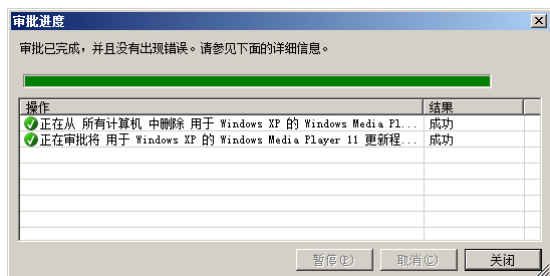 审批进度
审批已完成，并且没有出现错误。请参见下面的详细信息。
操作 结果
正在从 所有计算机 中删除 用于 Windows XP 的 Windows Media Pl... 成功
正在审批将 用于 Windows XP 的 Windows Media Player 11 更新程... 成功
暂停(P) 取消(C) 关闭